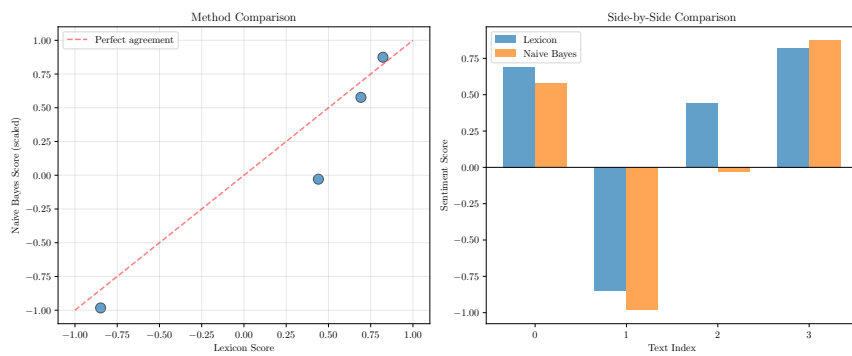 Method Comparison
Perfect agreement
1.00
0.75
0.50
0.25
0.00
−0.25
−0.50
−0.75
−1.00
Naive Bayes Score (scaled)
−1.00 −0.75 −0.50 −0.25 0.00 0.25 0.50 0.75 1.00
Lexicon Score
Side-by-Side Comparison
Lexicon
Naive Bayes
0.75
0.50
0.25
0.00
−0.25
−0.50
−0.75
−1.00
Sentiment Score
0 1 2 3
Text Index